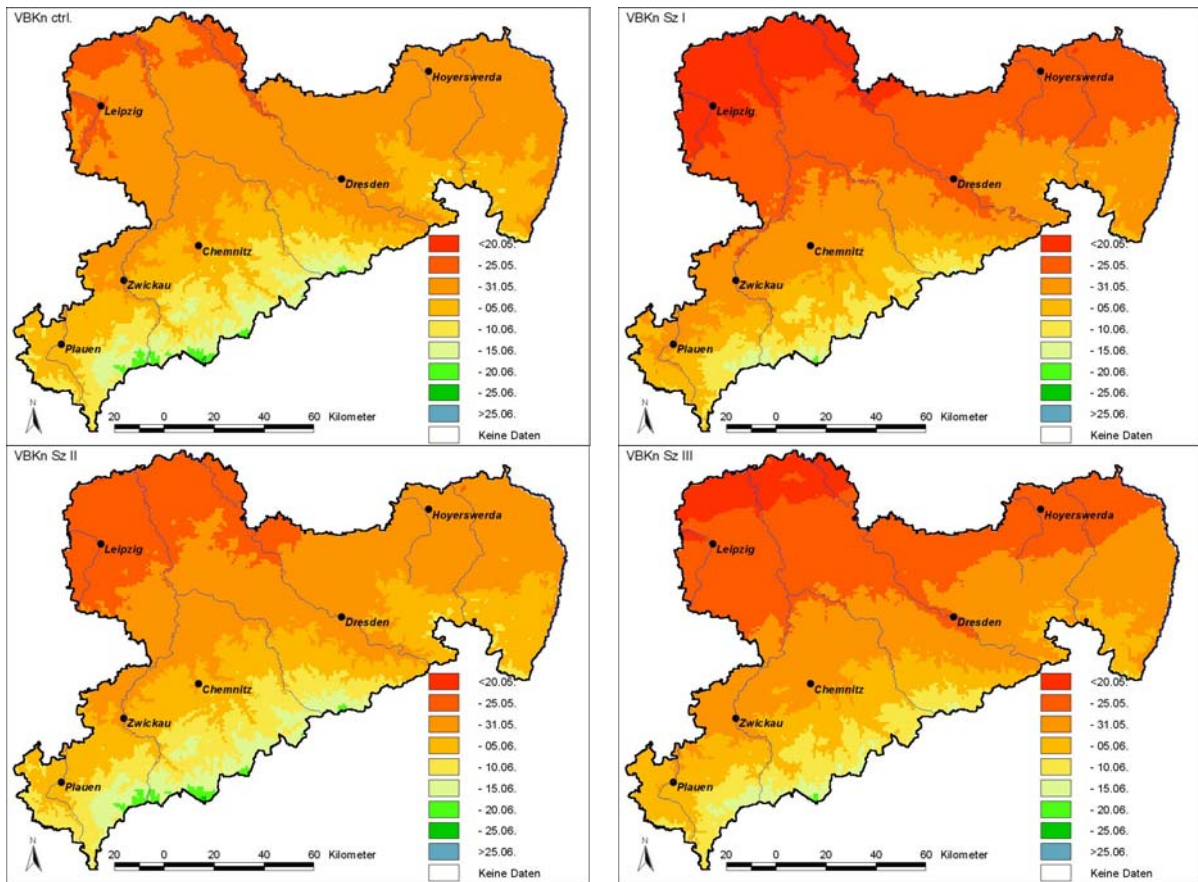 VBKn ctrl.
Hoyerswerda
Leipzig
Dresden
Chemnitz
Zwickau
Plauen
<20.05.
- 25.05.
- 31.05.
- 05.06.
- 10.06.
- 15.06.
- 20.06.
- 25.06.
>25.06.
Keine Daten
N
20 0 20 40 60 Kilometer
VBKn Sz I
Hoyerswerda
Leipzig
Dresden
Chemnitz
Zwickau
Plauen
<20.05.
- 25.05.
- 31.05.
- 05.06.
- 10.06.
- 15.06.
- 20.06.
- 25.06.
>25.06.
Keine Daten
N
20 0 20 40 60 Kilometer
VBKn Sz II
Hoyerswerda
Leipzig
Dresden
Chemnitz
Zwickau
Plauen
<20.05.
- 25.05.
- 31.05.
- 05.06.
- 10.06.
- 15.06.
- 20.06.
- 25.06.
>25.06.
Keine Daten
N
20 0 20 40 60 Kilometer
VBKn Sz III
Hoyerswerda
Leipzig
Dresden
Chemnitz
Zwickau
Plauen
<20.05.
- 25.05.
- 31.05.
- 05.06.
- 10.06.
- 15.06.
- 20.06.
- 25.06.
>25.06.
Keine Daten
N
20 0 20 40 60 Kilometer